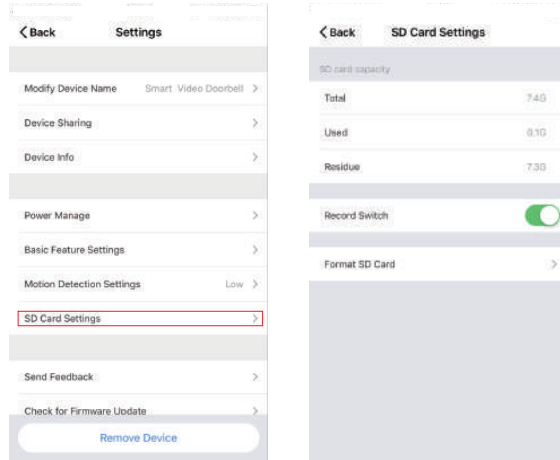 Back Settings
Modify Device Name Smart Video Doorbell
Device Sharing
Device Info
Power Manage
Basic Feature Settings
Motion Detection Settings Low
SD Card Settings
Send Feedback
Check for Firmware Update
Remove Device
Back SD Card Settings
SD card capacity
Total 7.4G
Used 0.1G
Residue 7.3G
Record Switch
Format SD Card